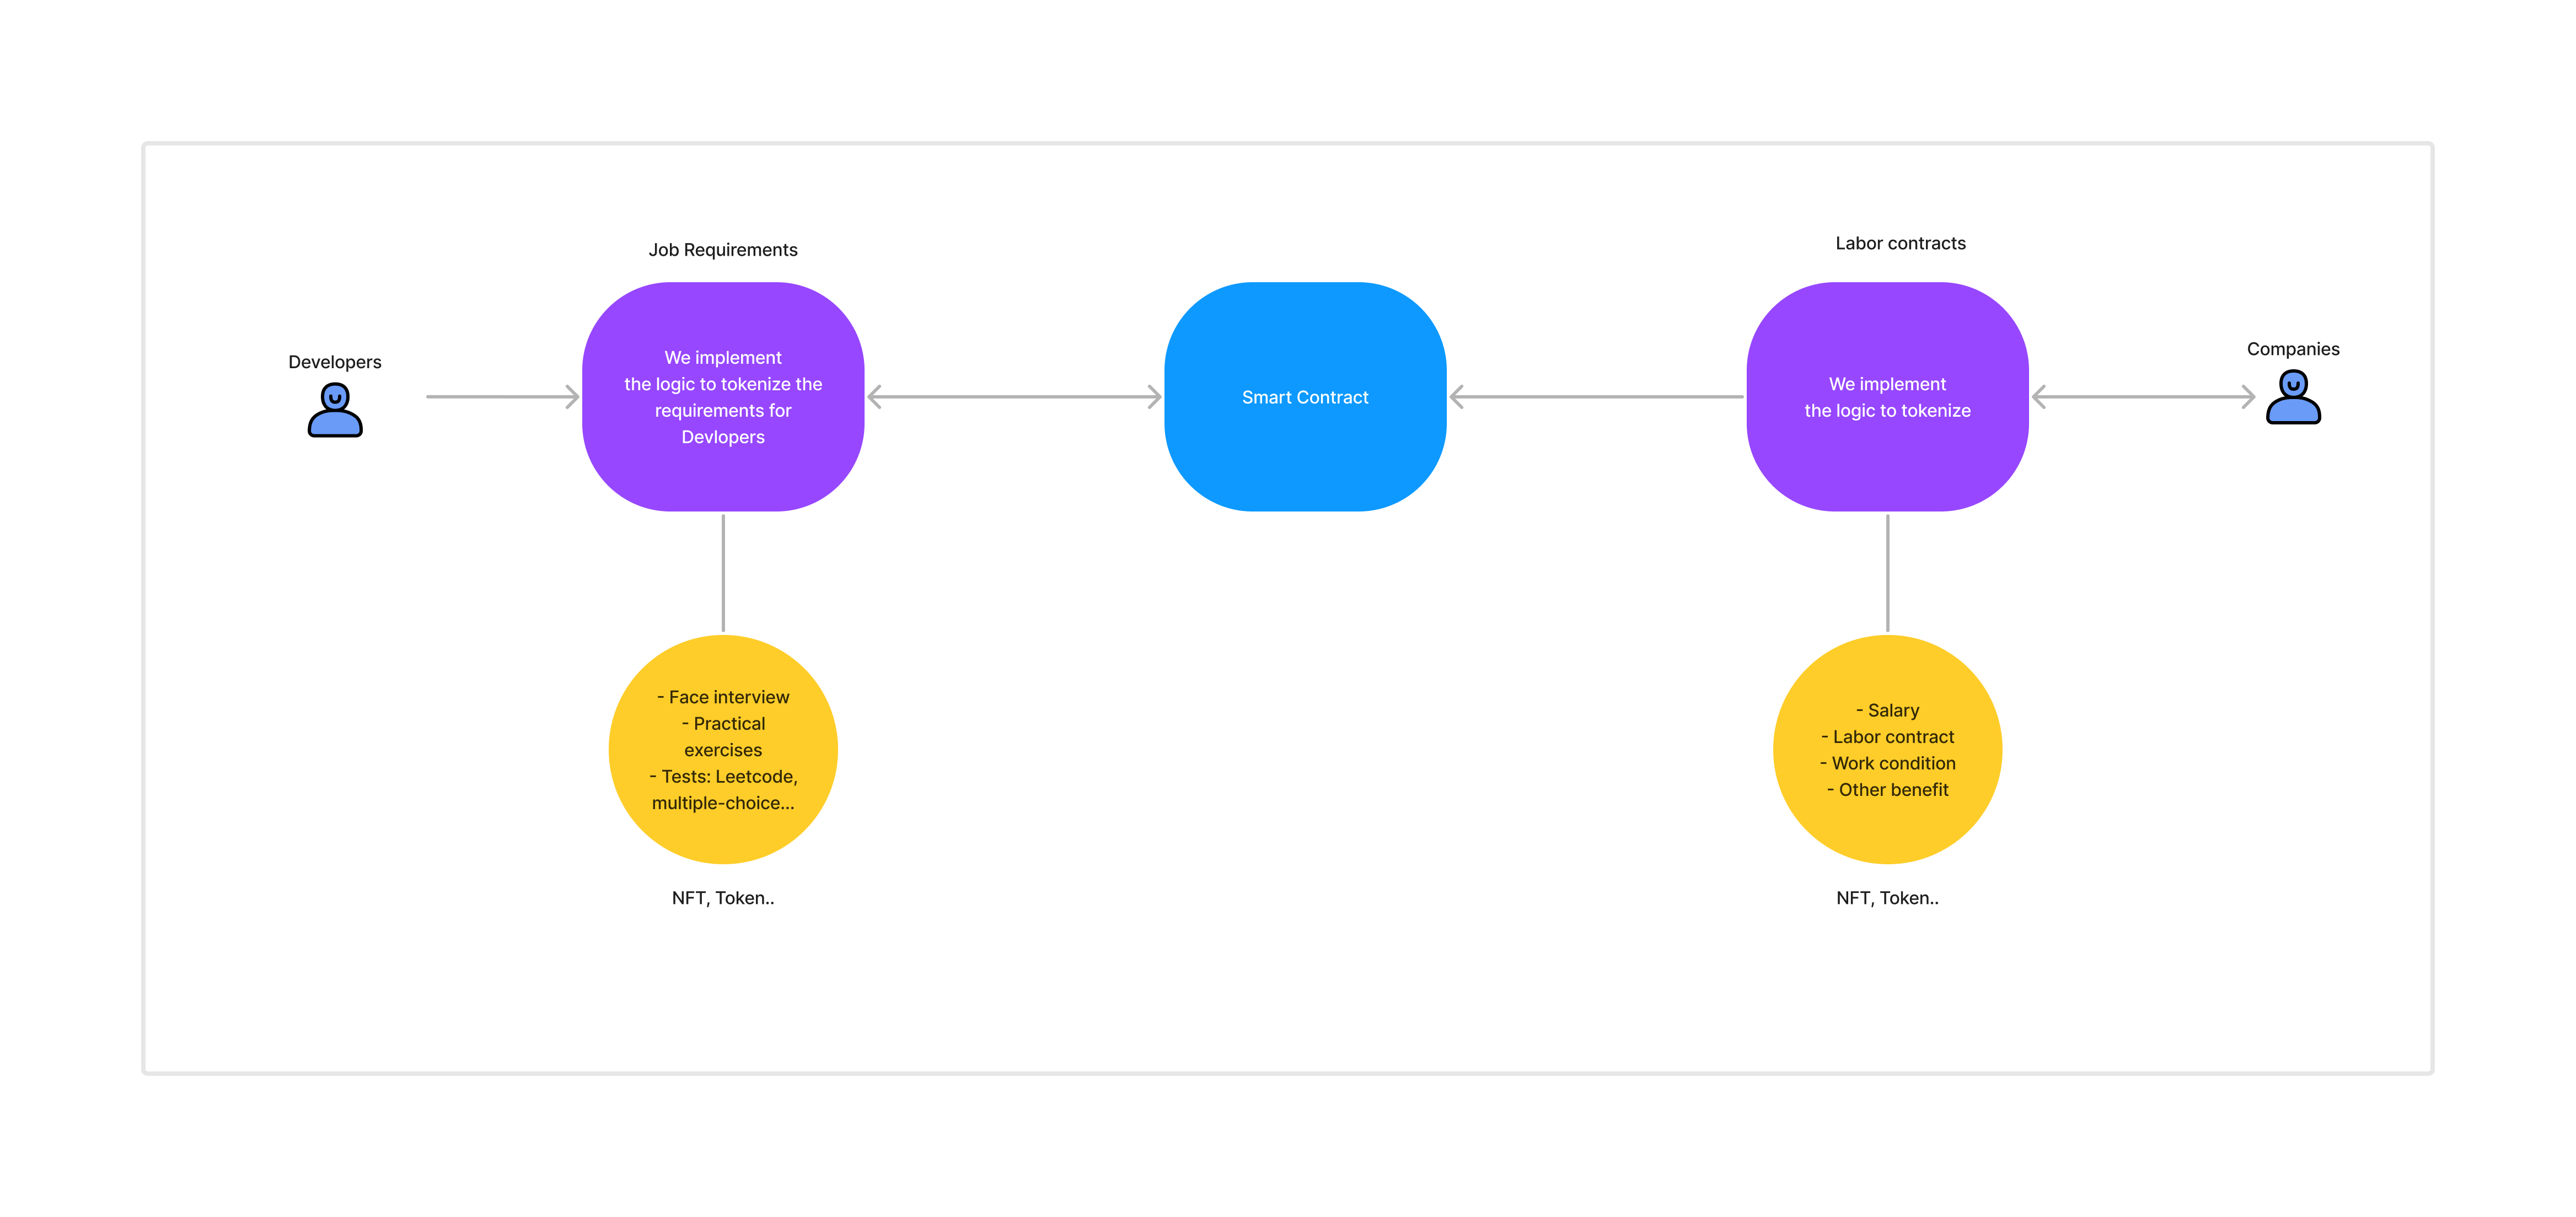 Job Requirements
Labor contracts
Developers
We implement
the logic to tokenize the
requirements for
Devlopers
Smart Contract
We implement
the logic to tokenize
Companies
- Face interview
- Practical
exercises
- Tests: Leetcode,
multiple-choice...
- Salary
- Labor contract
- Work condition
- Other benefit
NFT, Token..
NFT, Token..